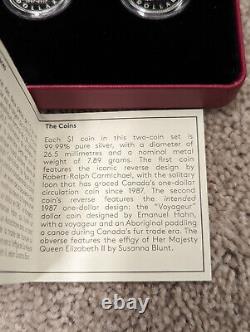 DOLLAR
DOLLAR
The Coins
Each $1 coin in this two-coin set is
99.99% pure silver, with a diameter of
26.5 millimetres and a nominal metal
weight of 7.89 grams. The first coin
features the iconic reverse design by
Robert-Ralph Carmichael, with the solitary
loon that has graced Canada's one-dollar
circulation coin since 1987. The second
coin's reverse features the intended
1987 one-dollar design: the "Voyageur"
dollar coin designed by Emanuel Hahn,
with a voyageur and an Aboriginal paddling
a canoe during Canada's fur trade era. The
obverse features the effigy of Her Majesty
Queen Elizabeth II by Susanna Blunt.